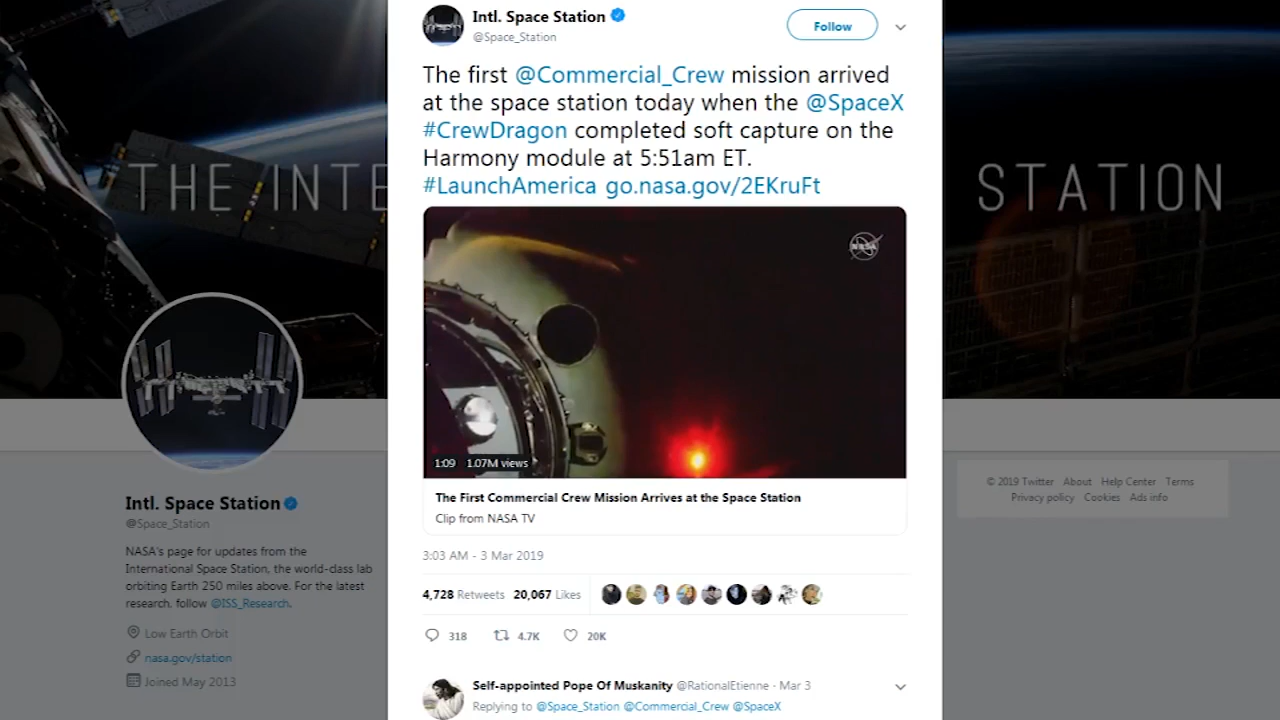 Intl. Space Station
@Space_Station
Follow
The first @Commercial_Crew mission arrived
at the space station today when the @SpaceX
#CrewDragon completed soft capture on the
Harmony module at 5:51am ET.
#LaunchAmerica go.nasa.gov/2EKruFt
THE INTE
STATION
NASA
1:09 1.07M views
The First Commercial Crew Mission Arrives at the Space Station
Clip from NASA TV
3:03 AM - 3 Mar 2019
4,728 Retweets 20,067 Likes
318 4.7K 20K
Self-appointed Pope Of Muskanity @RationalEtienne · Mar 3
Replying to @Space_Station @Commercial_Crew @SpaceX
Intl. Space Station
@Space_Station
NASA's page for updates from the
International Space Station, the world-class lab
orbiting Earth 250 miles above. For the latest
research, follow @ISS_Research.
Low Earth Orbit
nasa.gov/station
Joined May 2013
© 2019 Twitter About Help Center Terms
Privacy policy Cookies Ads info